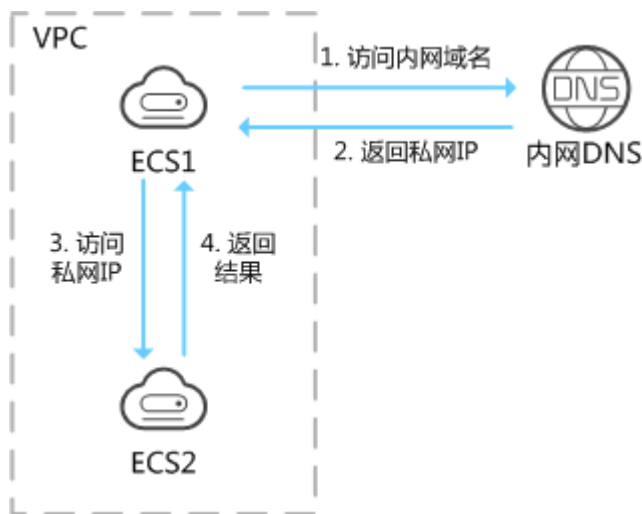 VPC
1. 访问内网域名
DNS
2. 返回私网IP
内网DNS
ECS1
3. 访问
私网IP
4. 返回
结果
ECS2